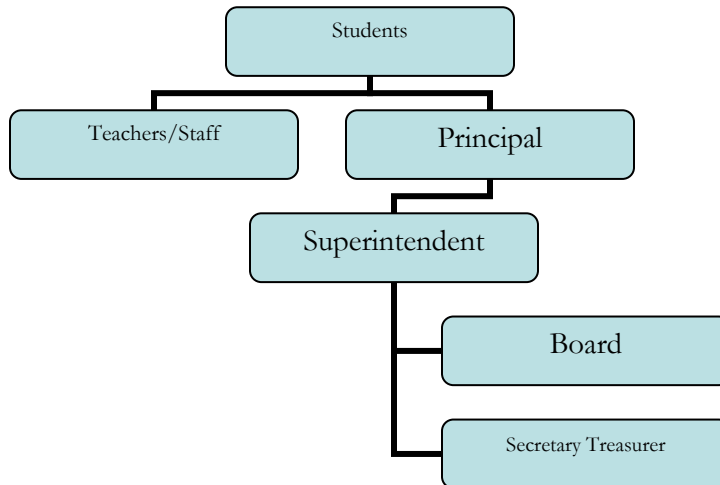 Students
Teachers/Staff
Principal
Superintendent
Board
Secretary Treasurer